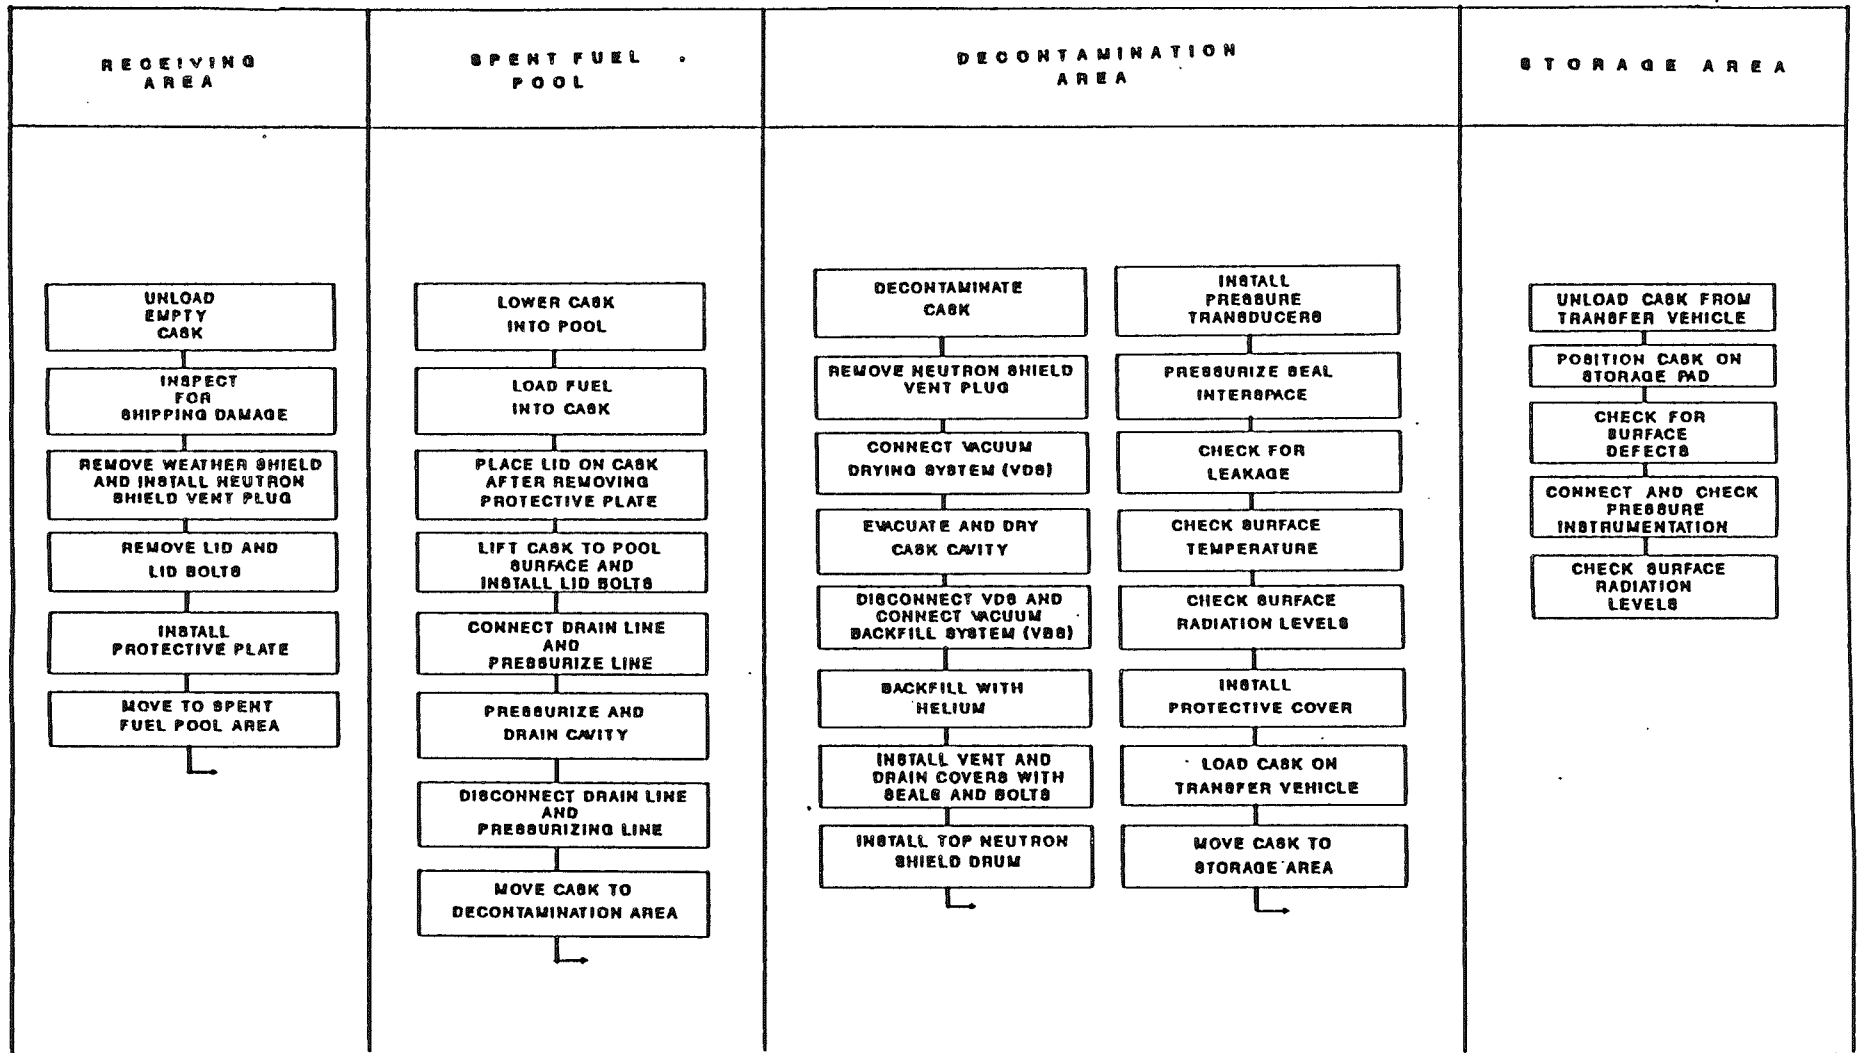 RECEIVING
AREA
SPENT FUEL
POOL
DECONTAMINATION
AREA
STORAGE AREA
UNLOAD
EMPTY
CASK
INSPECT
FOR
SHIPPING DAMAGE
REMOVE WEATHER SHIELD
AND INSTALL NEUTRON
SHIELD VENT PLUG
REMOVE LID AND
LID BOLTS
INSTALL
PROTECTIVE PLATE
MOVE TO SPENT
FUEL POOL AREA
LOWER CASK
INTO POOL
LOAD FUEL
INTO CASK
PLACE LID ON CASK
AFTER REMOVING
PROTECTIVE PLATE
LIFT CASK TO POOL
SURFACE AND
INSTALL LID BOLTS
CONNECT DRAIN LINE
AND
PRESSURIZE LINE
PRESSURIZE AND
DRAIN CAVITY
DISCONNECT DRAIN LINE
AND
PRESSURIZING LINE
MOVE CASK TO
DECONTAMINATION AREA
DECONTAMINATE
CASK
REMOVE NEUTRON SHIELD
VENT PLUG
CONNECT VACUUM
DRYING SYSTEM (VDS)
EVACUATE AND DRY
CASK CAVITY
DISCONNECT VDS AND
CONNECT VACUUM
BACKFILL SYSTEM (VBS)
BACKFILL WITH
HELIUM
INSTALL VENT AND
DRAIN COVERS WITH
SEALS AND BOLTS
INSTALL TOP NEUTRON
SHIELD DRUM
INSTALL
PRESSURE
TRANSDUCERS
PRESSURIZE SEAL
INTERSPACE
CHECK FOR
LEAKAGE
CHECK SURFACE
TEMPERATURE
CHECK SURFACE
RADIATION LEVELS
INSTALL
PROTECTIVE COVER
LOAD CASK ON
TRANSFER VEHICLE
MOVE CASK TO
STORAGE AREA
UNLOAD CASK FROM
TRANSFER VEHICLE
POSITION CASK ON
STORAGE PAD
CHECK FOR
SURFACE
DEFECTS
CONNECT AND CHECK
PRESSURE
INSTRUMENTATION
CHECK SURFACE
RADIATION
LEVELS